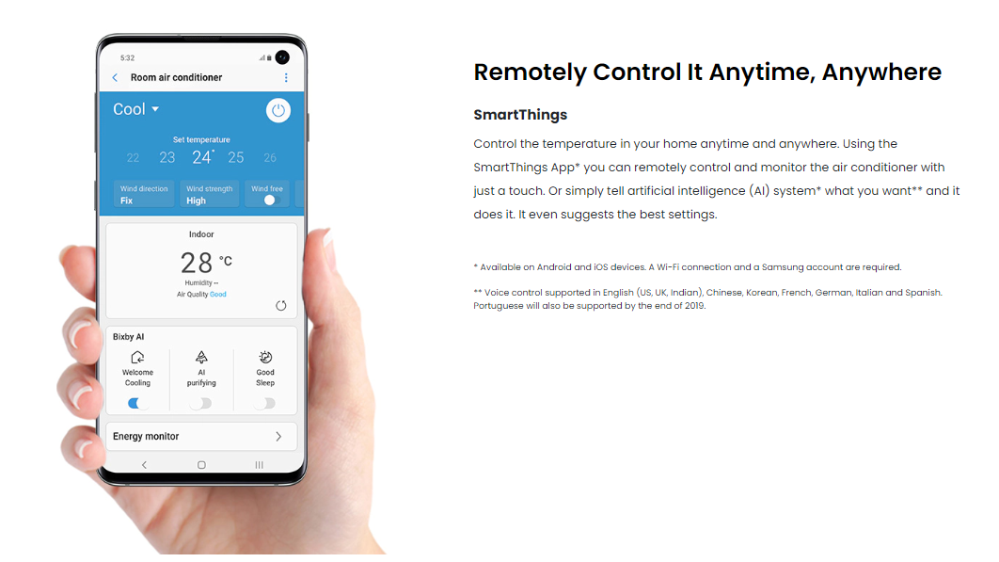 5:32
Room air conditioner
Cool
Set temperature
22 23 24° 25 26
Wind direction Wind strength Wind free
Fix High
Indoor
28 °C
Humidity --
Air Quality Good
Bixby AI
Welcome Cooling
AI purifying
Good Sleep
Energy monitor
Remotely Control It Anytime, Anywhere
SmartThings
Control the temperature in your home anytime and anywhere. Using the
SmartThings App* you can remotely control and monitor the air conditioner with
just a touch. Or simply tell artificial intelligence (AI) system* what you want** and it
does it. It even suggests the best settings.
* Available on Android and iOS devices. A Wi-Fi connection and a Samsung account are required.
** Voice control supported in English (US, UK, Indian), Chinese, Korean, French, German, Italian and Spanish.
Portuguese will also be supported by the end of 2019.